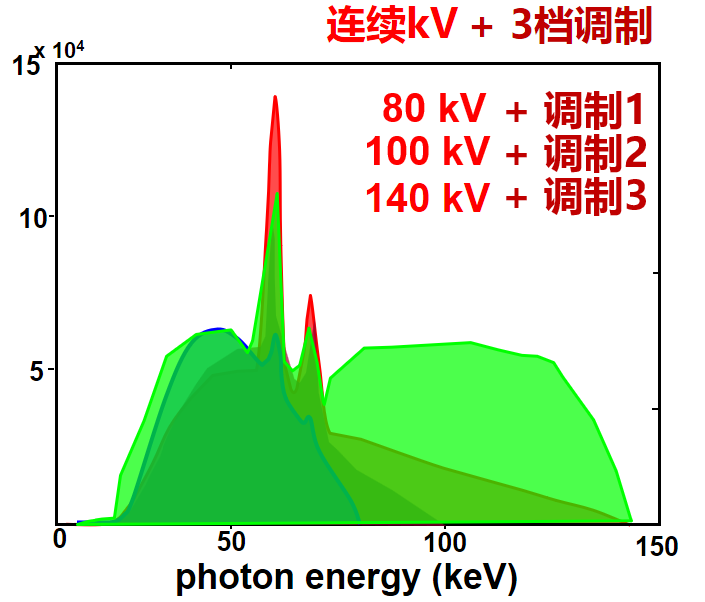 连续kV + 3档调制
x 10⁴
15
80 kV + 调制1
100 kV + 调制2
140 kV + 调制3
10
5
0 50 100 150
photon energy (keV)